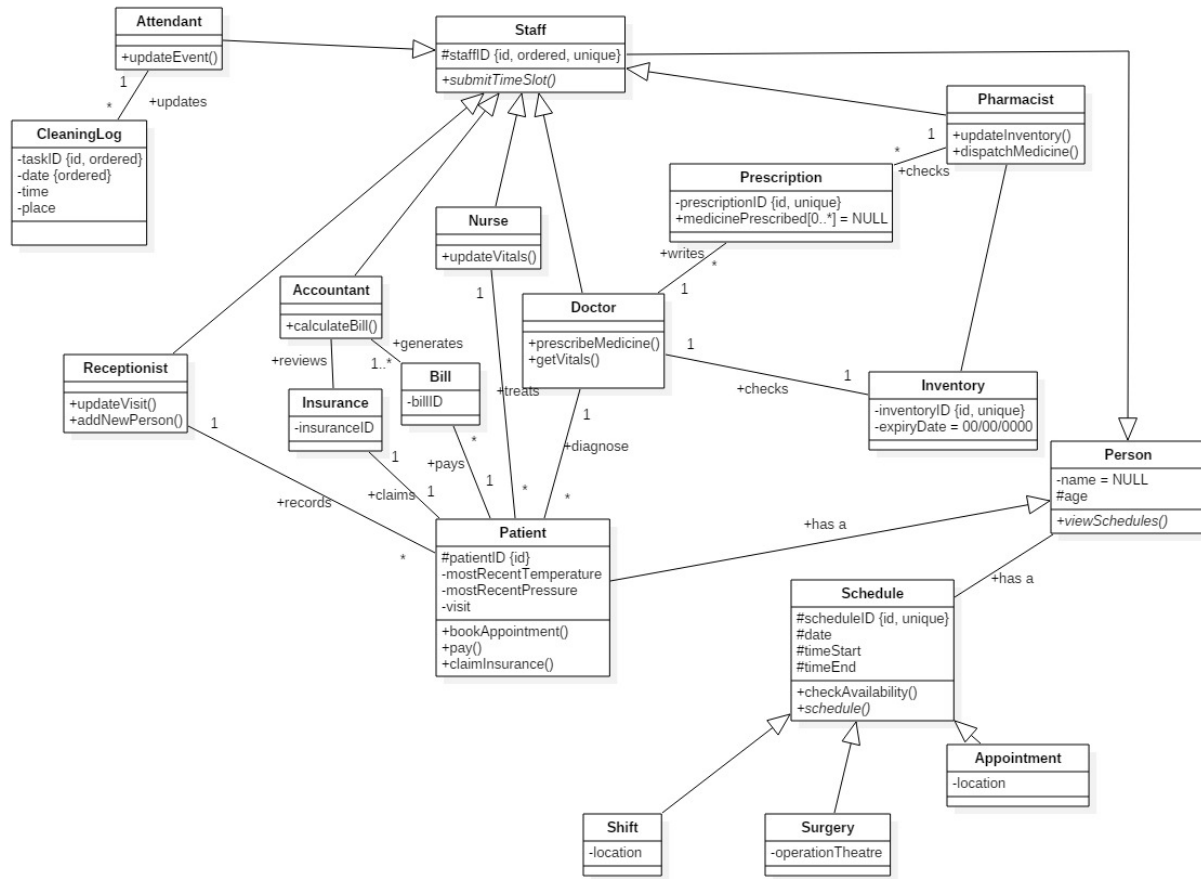 Attendant
+updateEvent()
1
*
+updates
CleaningLog
-taskID {id, ordered}
-date {ordered}
-time
-place
Staff
#staffID {id, ordered, unique}
+submitTimeSlot()
Pharmacist
+updateInventory()
+dispatchMedicine()
1
*
+checks
Prescription
-prescriptionID {id, unique}
+medicinePrescribed[0..*] = NULL
+writes
*
1
Nurse
+updateVitals()
1
+treats
*
Accountant
+calculateBill()
+reviews
+generates
1..*
Doctor
+prescribeMedicine()
+getVitals()
1
+checks
1
1
+diagnose
*
Receptionist
+updateVisit()
+addNewPerson()
1
+records
*
Insurance
-insuranceID
1
+claims
1
Bill
-billID
*
+pays
1
Inventory
-inventoryID {id, unique}
-expiryDate = 00/00/0000
Person
-name = NULL
#age
+viewSchedules()
+has a
+has a
Patient
#patientID {id}
-mostRecentTemperature
-mostRecentPressure
-visit
+bookAppointment()
+pay()
+claimInsurance()
Schedule
#scheduleID {id, unique}
#date
#timeStart
#timeEnd
+checkAvailability()
+schedule()
Appointment
-location
Shift
-location
Surgery
-operationTheatre